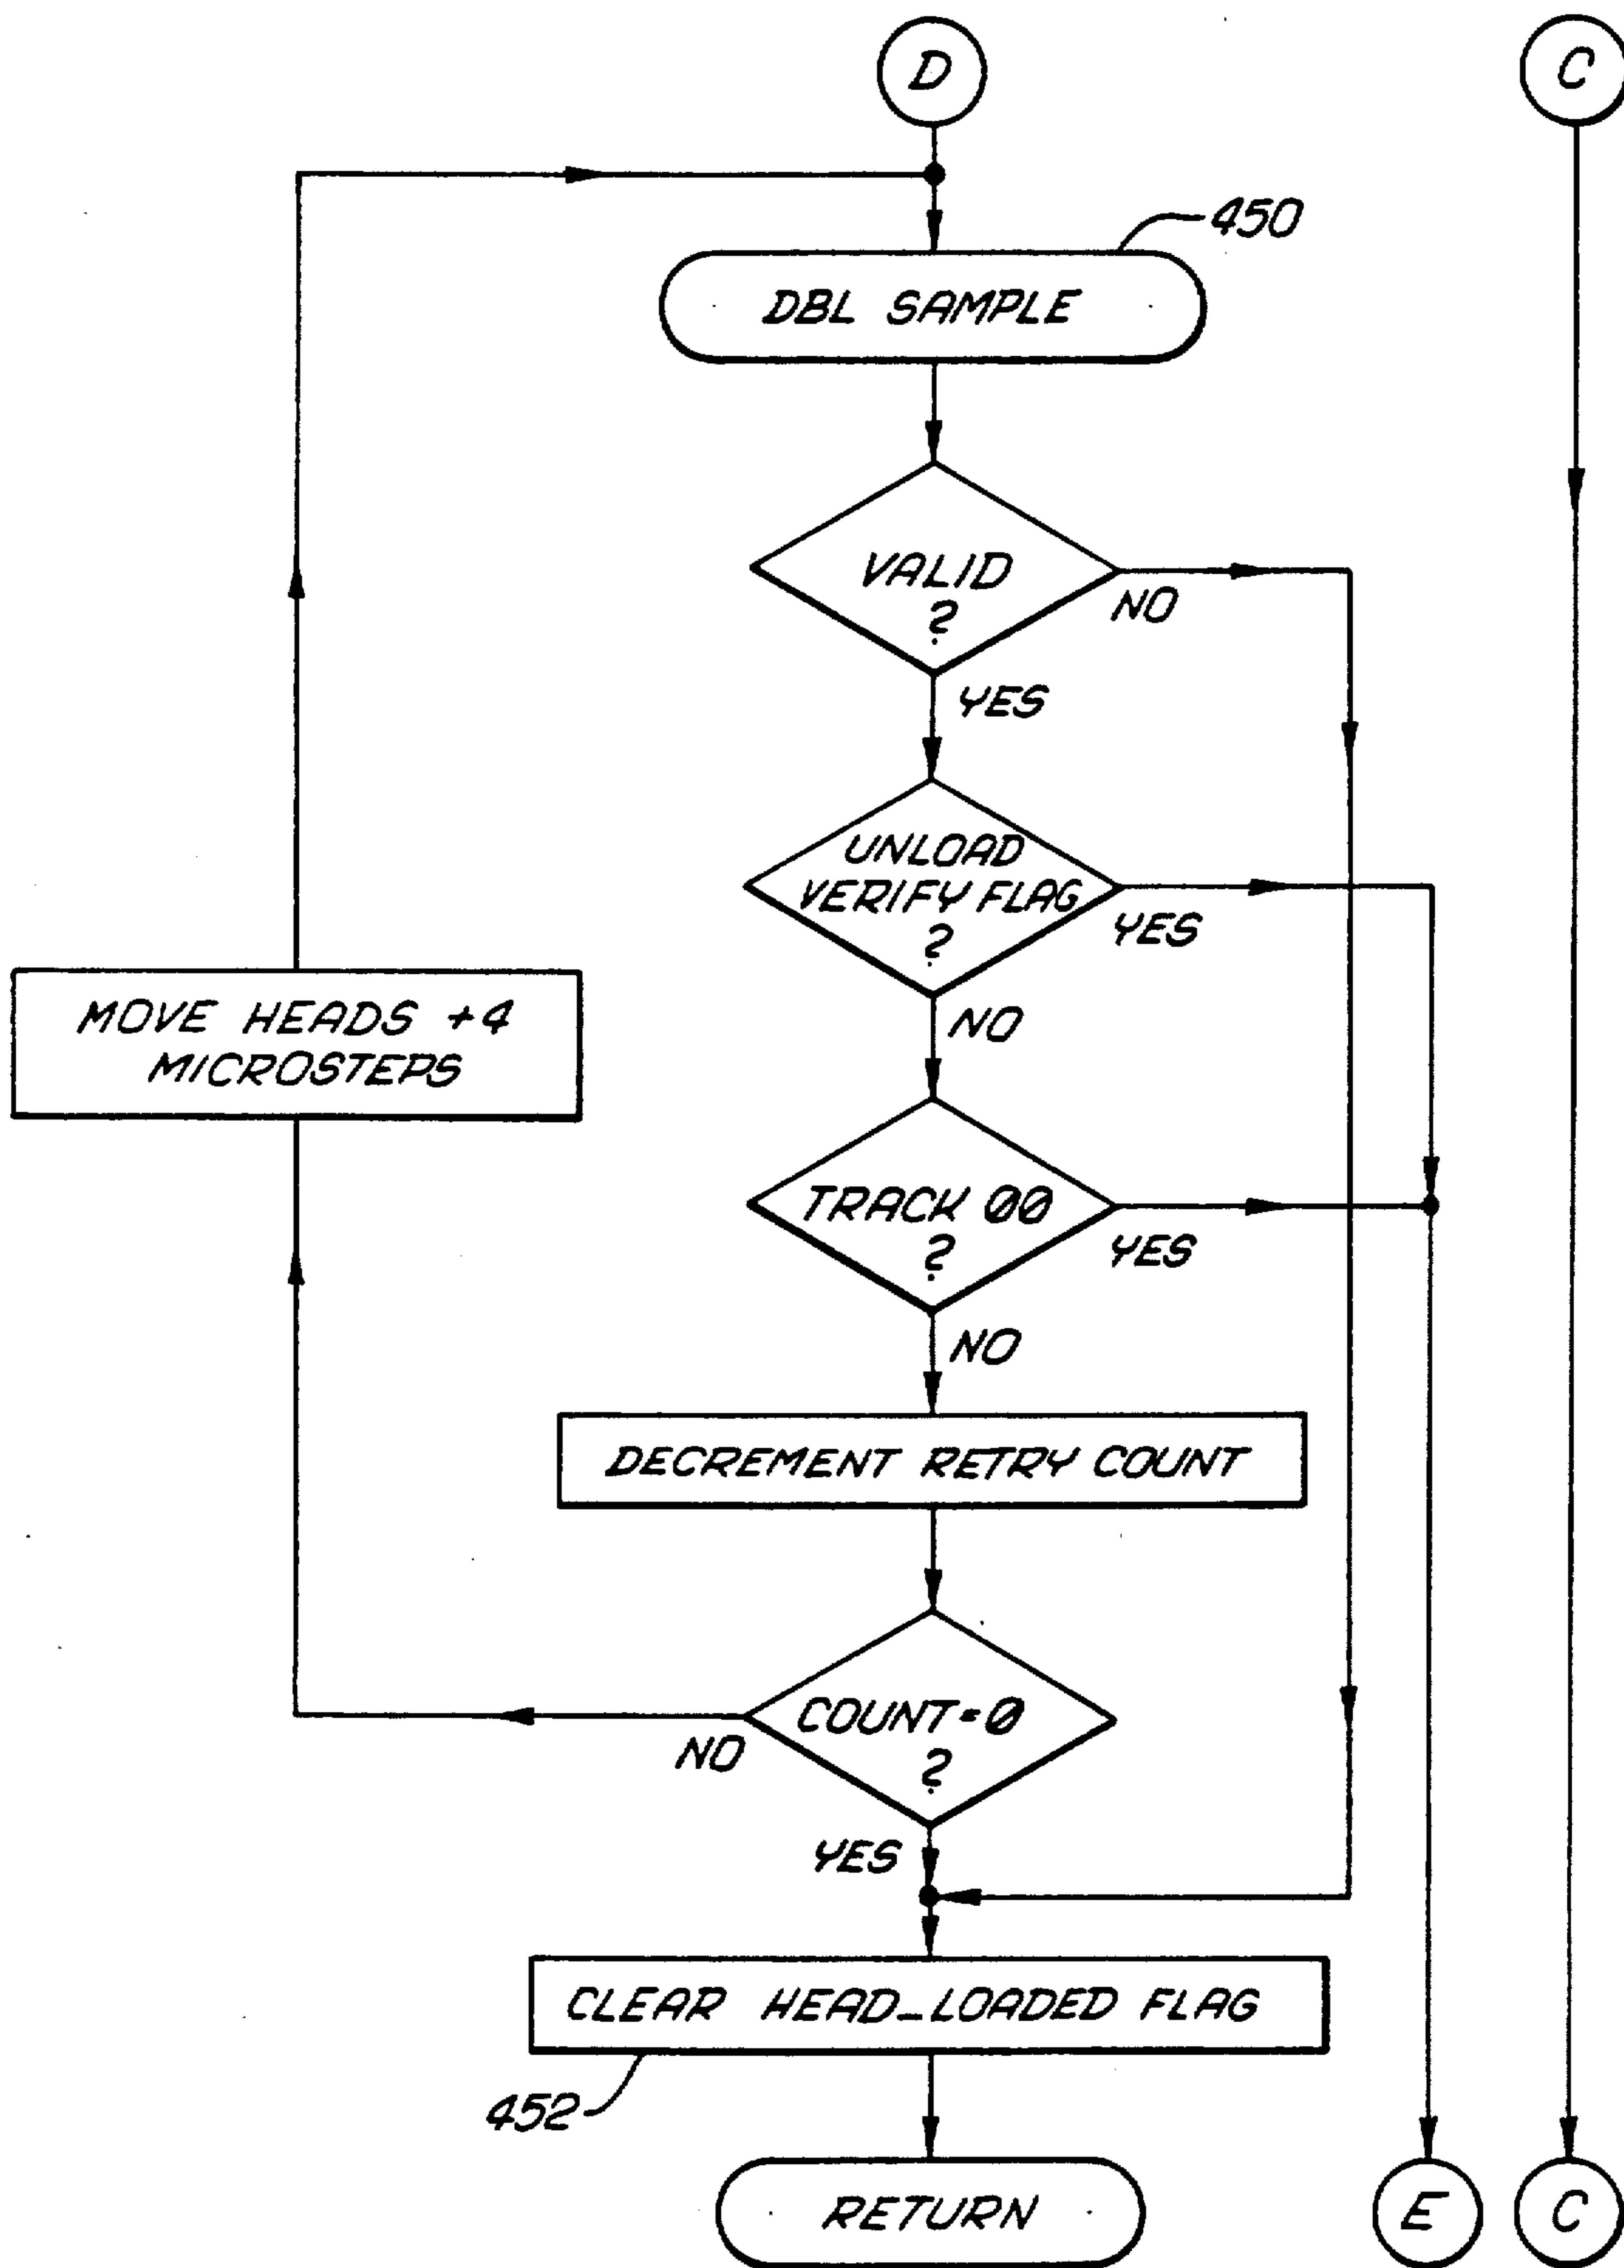 D
C
450
DBL SAMPLE
VALID
?
NO
YES
UNLOAD
VERIFY FLAG
?
YES
NO
MOVE HEADS +4
MICROSTEPS
TRACK 00
?
YES
NO
DECREMENT RETRY COUNT
COUNT=0
?
NO
YES
CLEAR HEAD_LOADED FLAG
452
RETURN
E
C